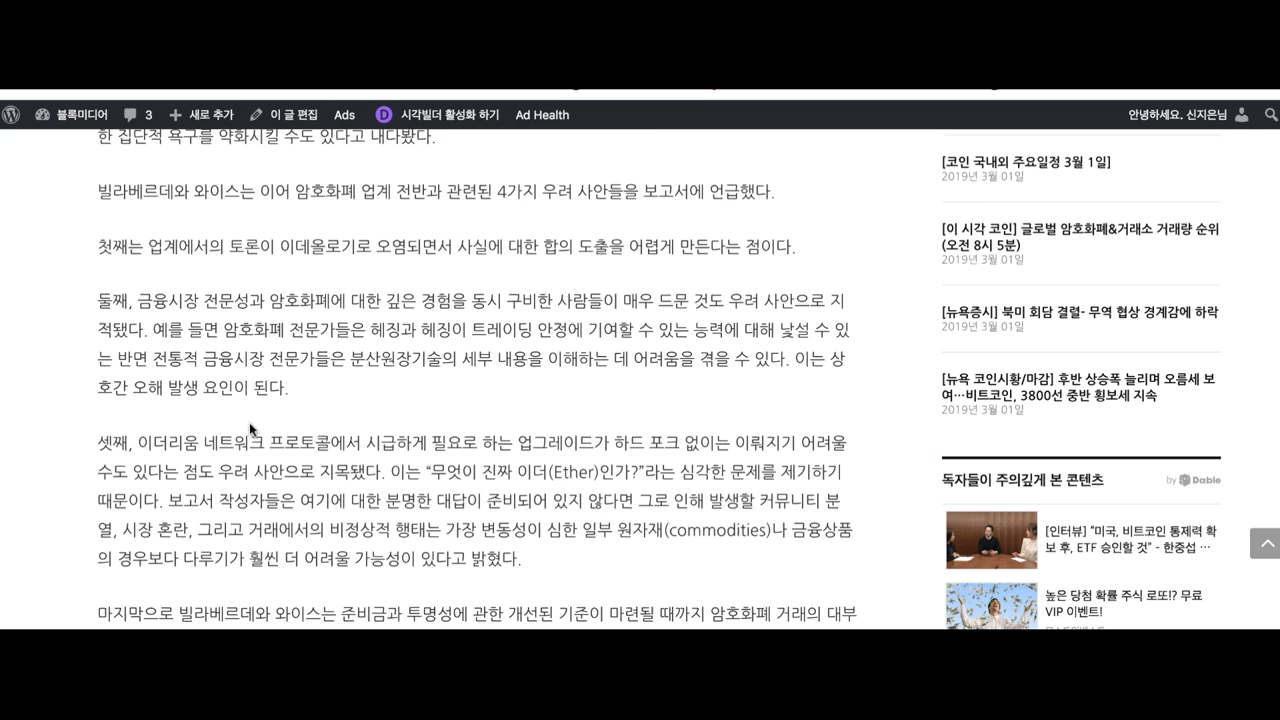 블록미디어
3
새로 추가
이 글 편집
Ads
D
시각빌더 활성화 하기
Ad Health
안녕하세요. 신지은님
한 집단적 욕구를 약화시킬 수도 있다고 내다봤다.
빌라베르데와 와이스는 이어 암호화폐 업계 전반과 관련된 4가지 우려 사안들을 보고서에 언급했다.
첫째는 업계에서의 토론이 이데올로기로 오염되면서 사실에 대한 합의 도출을 어렵게 만든다는 점이다.
둘째, 금융시장 전문성과 암호화폐에 대한 깊은 경험을 동시 구비한 사람들이 매우 드문 것도 우려 사안으로 지
적됐다. 예를 들면 암호화폐 전문가들은 헤징과 헤징이 트레이딩 안정에 기여할 수 있는 능력에 대해 낯설 수 있
는 반면 전통적 금융시장 전문가들은 분산원장기술의 세부 내용을 이해하는 데 어려움을 겪을 수 있다. 이는 상
호간 오해 발생 요인이 된다.
셋째, 이더리움 네트워크 프로토콜에서 시급하게 필요로 하는 업그레이드가 하드 포크 없이는 이뤄지기 어려울
수도 있다는 점도 우려 사안으로 지목됐다. 이는 “무엇이 진짜 이더(Ether)인가?”라는 심각한 문제를 제기하기
때문이다. 보고서 작성자들은 여기에 대한 분명한 대답이 준비되어 있지 않다면 그로 인해 발생할 커뮤니티 분
열, 시장 혼란, 그리고 거래에서의 비정상적 행태는 가장 변동성이 심한 일부 원자재(commodities)나 금융상품
의 경우보다 다루기가 훨씬 더 어려울 가능성이 있다고 밝혔다.
마지막으로 빌라베르데와 와이스는 준비금과 투명성에 관한 개선된 기준이 마련될 때까지 암호화폐 거래의 대부
[코인 국내외 주요일정 3월 1일]
2019년 3월 01일
[이 시각 코인] 글로벌 암호화폐&거래소 거래량 순위
(오전 8시 5분)
2019년 3월 01일
[뉴욕증시] 북미 회담 결렬- 무역 협상 경계감에 하락
2019년 3월 01일
[뉴욕 코인시황/마감] 후반 상승폭 늘리며 오름세 보
여…비트코인, 3800선 중반 횡보세 지속
2019년 3월 01일
독자들이 주의깊게 본 콘텐츠
by Dable
[인터뷰] “미국, 비트코인 통제력 확
보 후, ETF 승인할 것” - 한중섭 …
높은 당첨 확률 주식 로또!? 무료
VIP 이벤트!